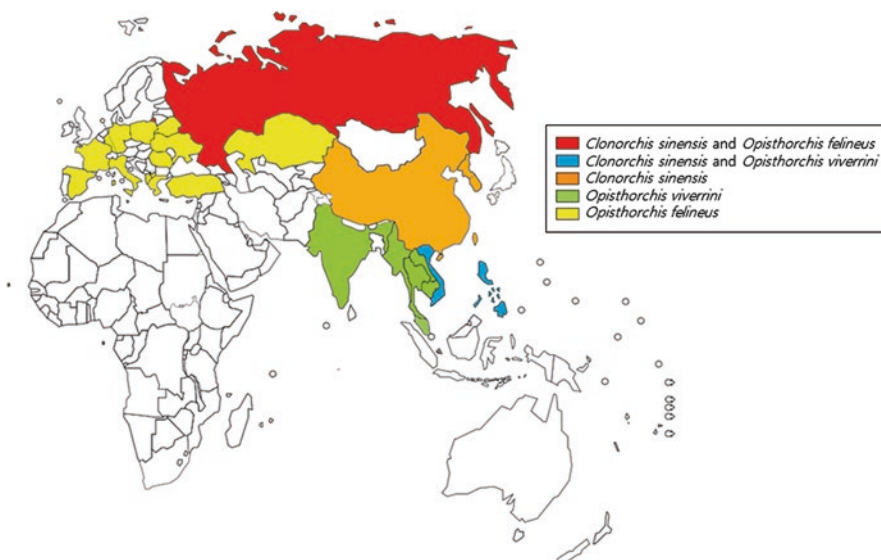 Clonorchis sinensis and Opisthorchis felineus
Clonorchis sinensis and Opisthorchis viverrini
Clonorchis sinensis
Opisthorchis viverrini
Opisthorchis felineus